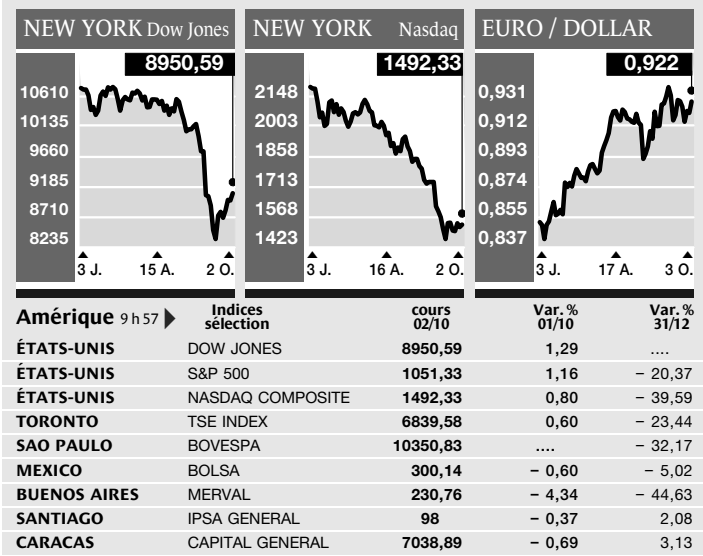 NEW YORK Dow Jones
8950,59
10610
10135
9660
9185
8710
8235
3 J. 15 A. 2 O.
NEW YORK Nasdaq
1492,33
2148
2003
1858
1713
1568
1423
3 J. 16 A. 2 O.
EURO / DOLLAR
0,922
0,931
0,912
0,893
0,874
0,855
0,837
3 J. 17 A. 3 O.
Amérique 9 h 57 Indices sélection cours 02/10 Var. % 01/10 Var. % 31/12
ÉTATS-UNIS DOW JONES 8950,59 1,29 ....
ÉTATS-UNIS S&P 500 1051,33 1,16 – 20,37
ÉTATS-UNIS NASDAQ COMPOSITE 1492,33 0,80 – 39,59
TORONTO TSE INDEX 6839,58 0,60 – 23,44
SAO PAULO BOVESPA 10350,83 .... – 32,17
MEXICO BOLSA 300,14 – 0,60 – 5,02
BUENOS AIRES MERVAL 230,76 – 4,34 – 44,63
SANTIAGO IPSA GENERAL 98 – 0,37 2,08
CARACAS CAPITAL GENERAL 7038,89 – 0,69 3,13